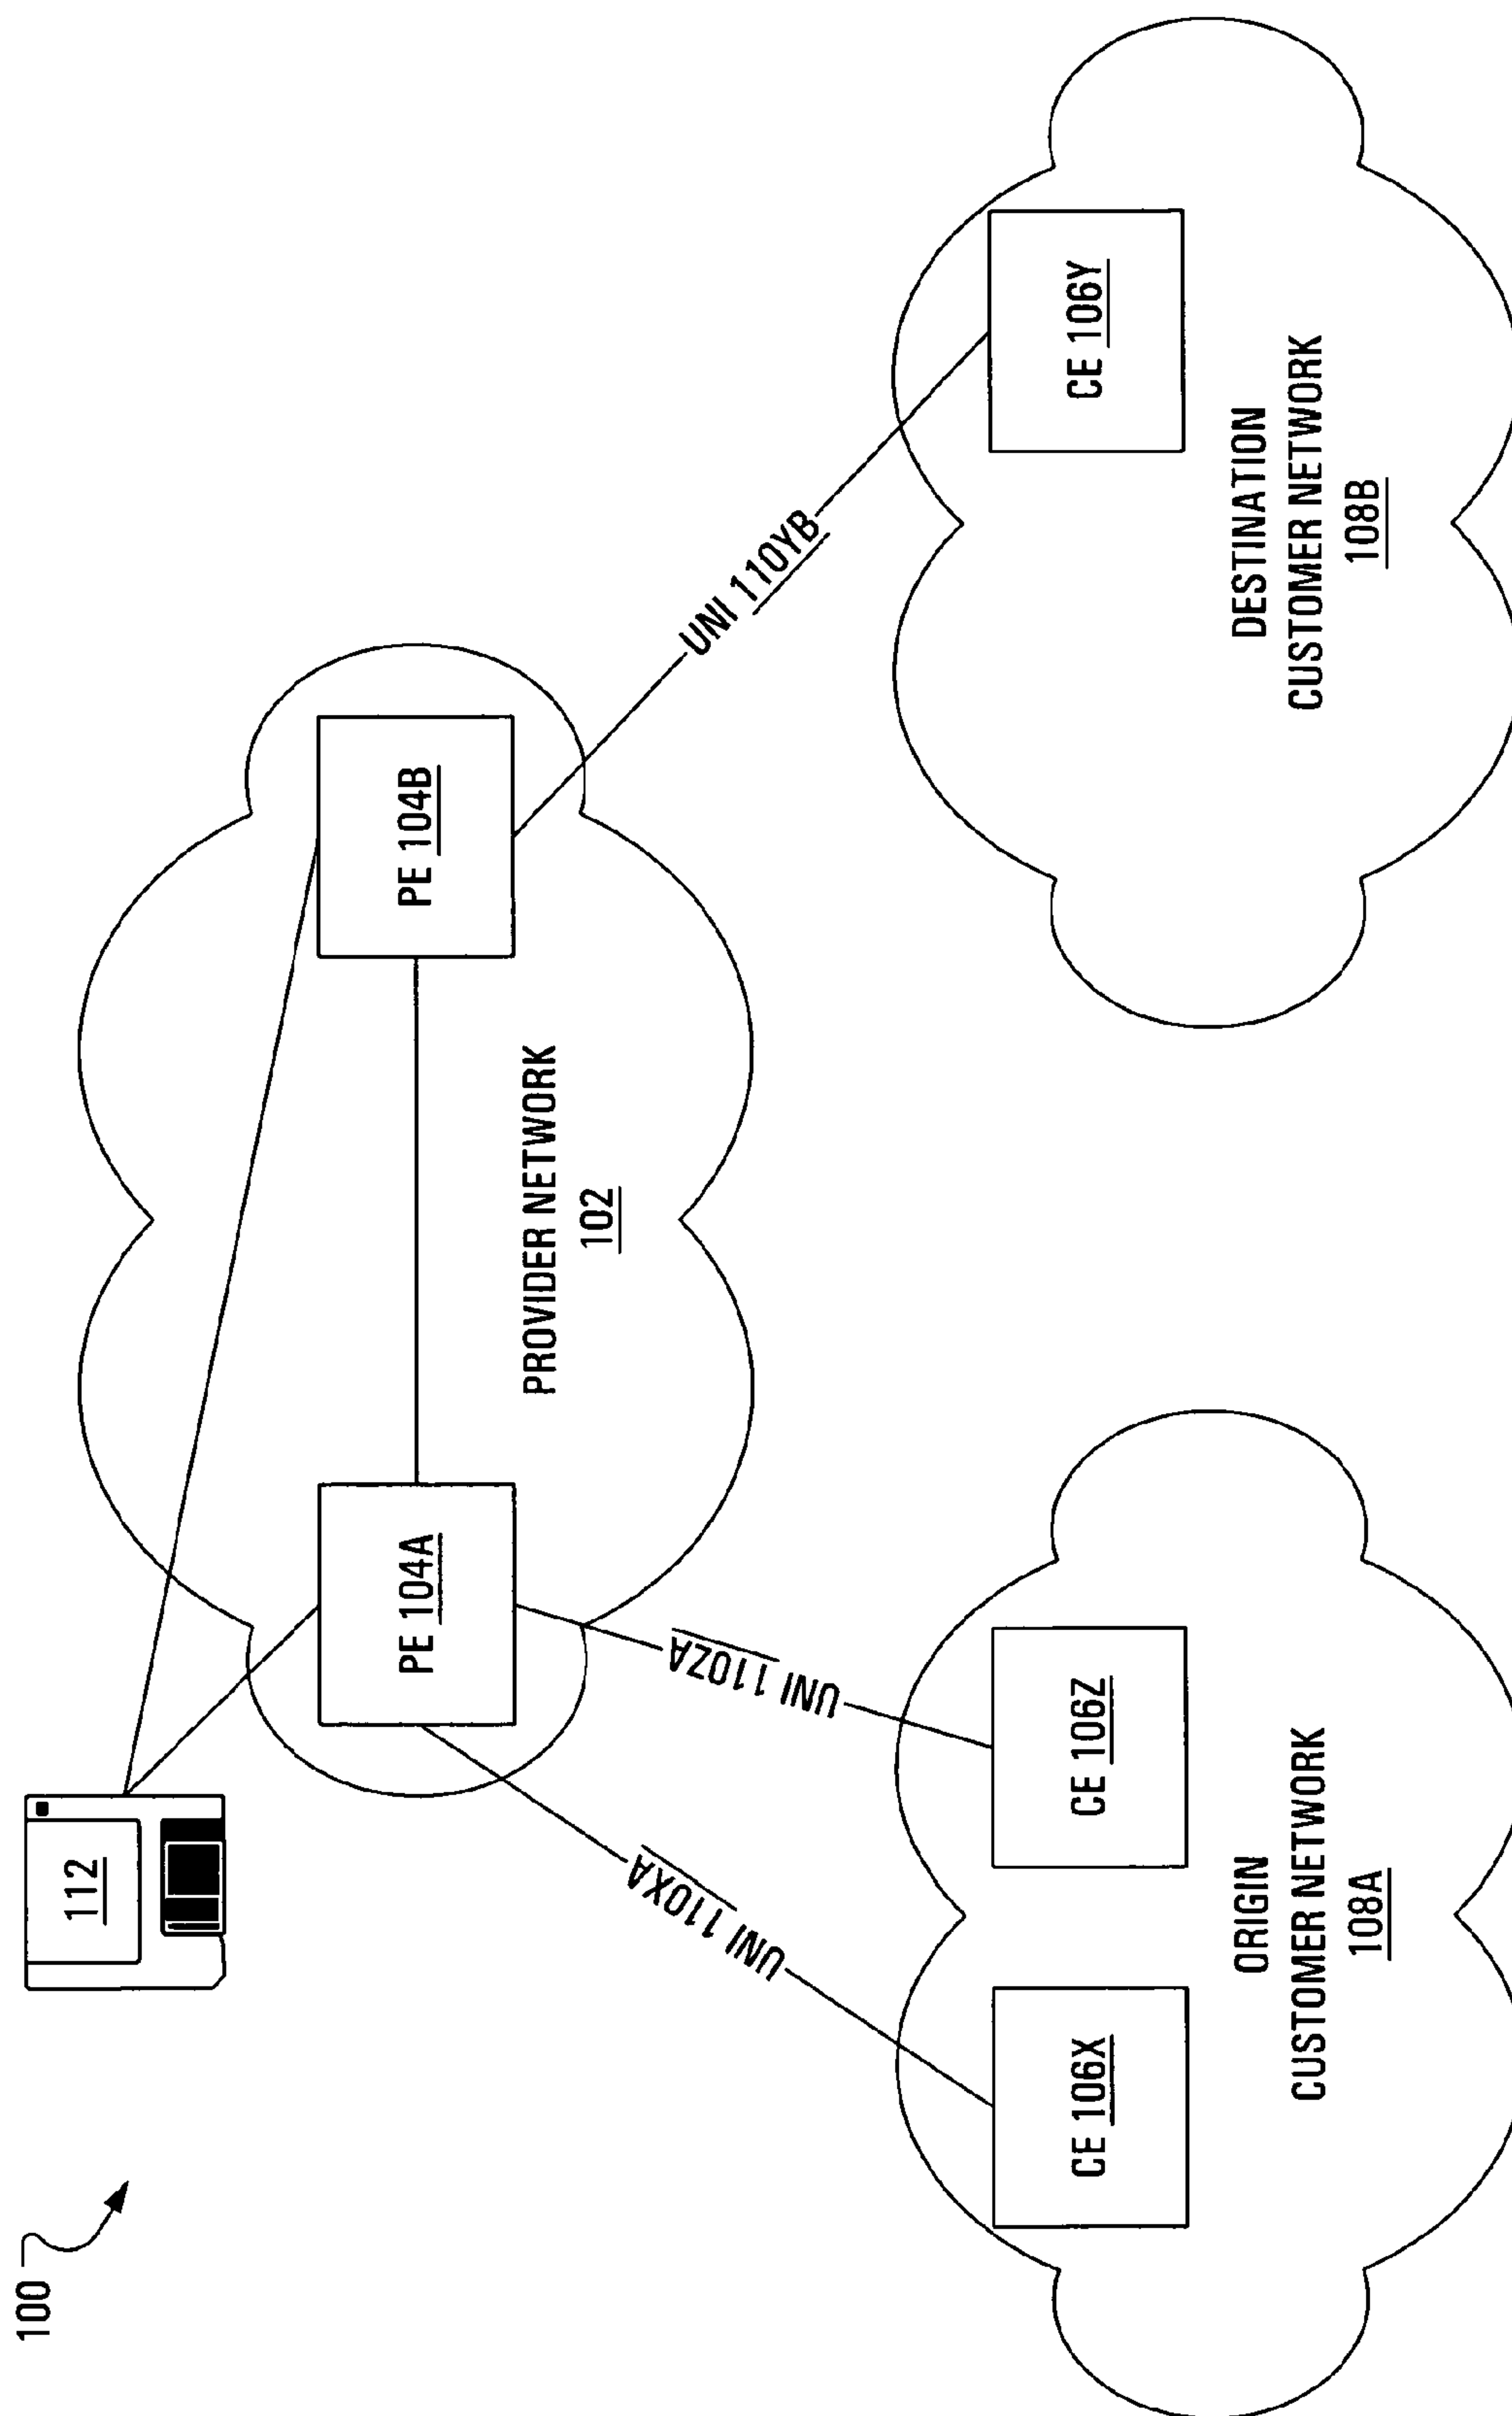 100
112
PE 104A
PE 104B
PROVIDER NETWORK
102
UNI 110XA
UNI 110ZA
UNI 110YB
CE 106X
CE 106Z
ORIGIN
CUSTOMER NETWORK
108A
CE 106Y
DESTINATION
CUSTOMER NETWORK
108B